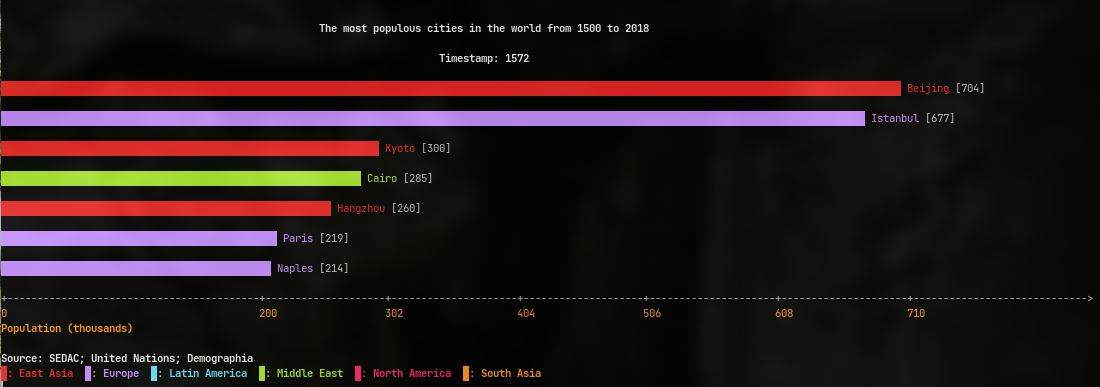 The most populous cities in the world from 1500 to 2018
Timestamp: 1572
Beijing [704]
Istanbul [677]
Kyoto [300]
Cairo [285]
Hangzhou [260]
Paris [219]
Naples [214]
0 200 302 404 506 608 710
Population (thousands)
Source: SEDAC; United Nations; Demographia
: East Asia : Europe : Latin America : Middle East : North America : South Asia